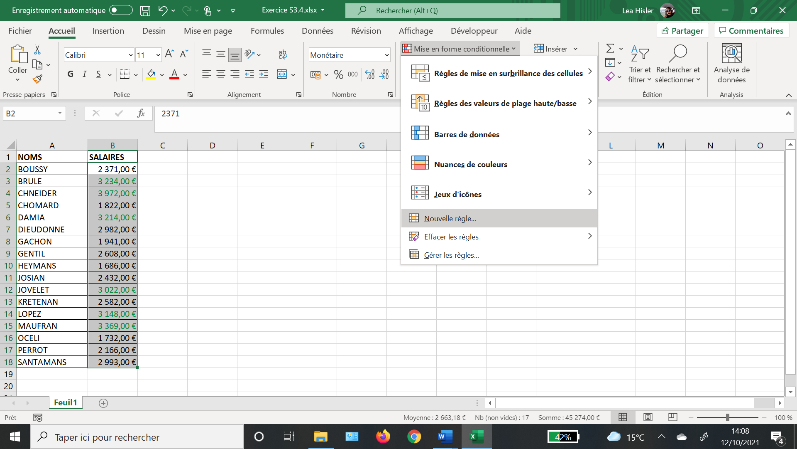 Enregistrement automatique
Exercice 53.4.xlsx
Rechercher (Alt+Q)
Lea Hisler
Fichier Accueil Insertion Dessin Mise en page Formules Données Révision Affichage Développeur Aide Partager Commentaires
Coller
Calibri 11
G I S
Monétaire
% 000
Mise en forme conditionnelle
Insérer
Trier et filtrer
Rechercher et sélectionner
Analyse de données
Presse-papiers Police Alignement Nombre Édition Analysis
Règles de mise en surbrillance des cellules
Règles des valeurs de plage haute/basse
Barres de données
Nuances de couleurs
Jeux d'icônes
Nouvelle règle...
Effacer les règles
Gérer les règles...
B2 fx 2371
A B C D E F G L M N O
1 NOMS SALAIRES
2 BOUSSY 2 371,00 €
3 BRULE 3 234,00 €
4 CHNEIDER 3 972,00 €
5 CHOMARD 1 822,00 €
6 DAMIA 3 214,00 €
7 DIEUDONNE 2 982,00 €
8 GACHON 1 941,00 €
9 GENTIL 2 608,00 €
10 HEYMANS 1 686,00 €
11 JOSIAN 2 432,00 €
12 JOVELET 3 022,00 €
13 KRETENAN 2 582,00 €
14 LOPEZ 3 148,00 €
15 MAUFRAN 3 369,00 €
16 OCELI 1 732,00 €
17 PERROT 2 166,00 €
18 SANTAMANS 2 993,00 €
19
20
Feuil1
Prêt Moyenne : 2 663,18 € Nb (non vides) : 17 Somme : 45 274,00 € 100 %
Taper ici pour rechercher
42%
15°C
14:08
12/10/2021
4